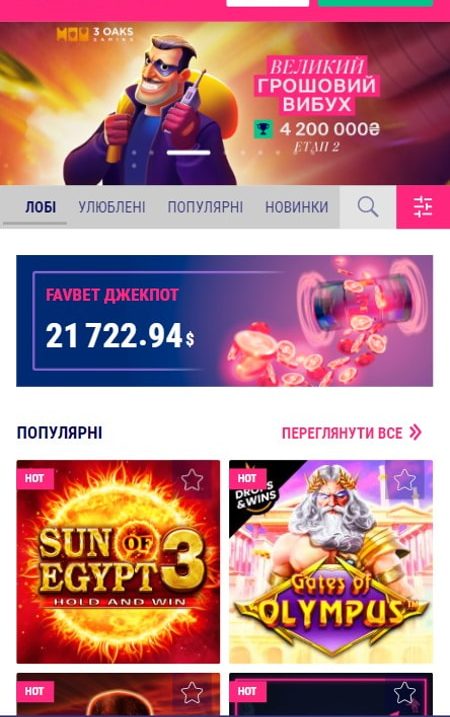 3 OAKS
GAMING
ВЕЛИКИЙ
ГРОШОВИЙ
ВИБУХ
4 200 000₴
ЕТАП 2
ЛОБІ УЛЮБЛЕНІ ПОПУЛЯРНІ НОВИНКИ
FAVBET ДЖЕКПОТ
21 722.94$
ПОПУЛЯРНІ ПЕРЕГЛЯНУТИ ВСЕ
HOT
SUN OF
EGYPT 3
HOLD AND WIN
HOT
DROPS
&WINS
Gates of
OLYMPUS™
HOT
HOT